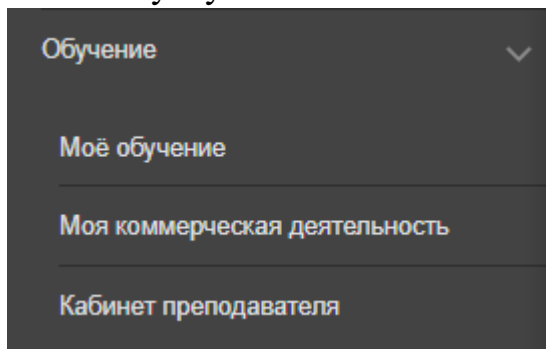 Обучение
Моё обучение
Моя коммерческая деятельность
Кабинет преподавателя